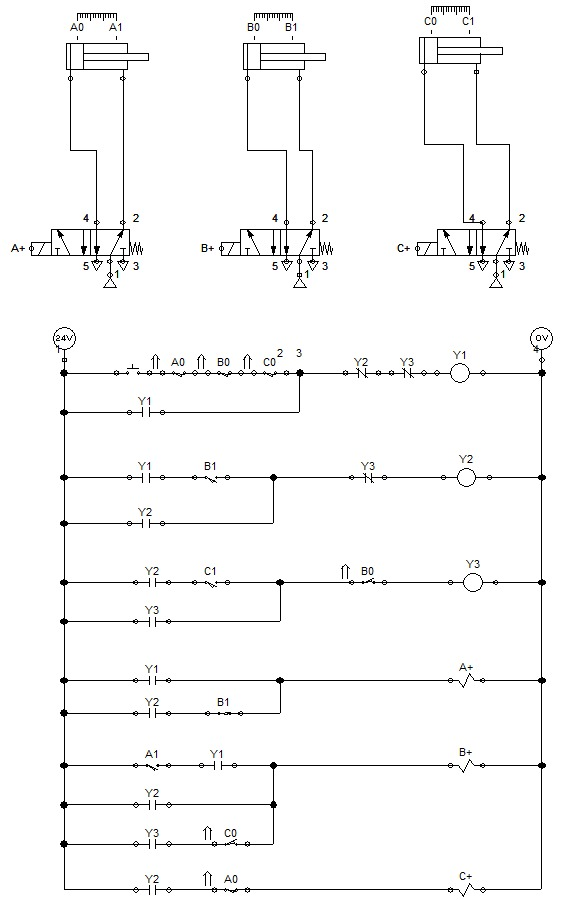 A0 A1 B0 B1 C0 C1
4 2 4 2 4 2
A+ B+ C+
5 1 3 5 1 3 5 1 3
24V 0V
1 4
A0 B0 C0 2 3 Y2 Y3 Y1
Y1
Y1 B1 Y3 Y2
Y2
Y2 C1 B0 Y3
Y3
Y1 A+
Y2 B1
A1 Y1 B+
Y2
Y3 C0
Y2 A0 C+